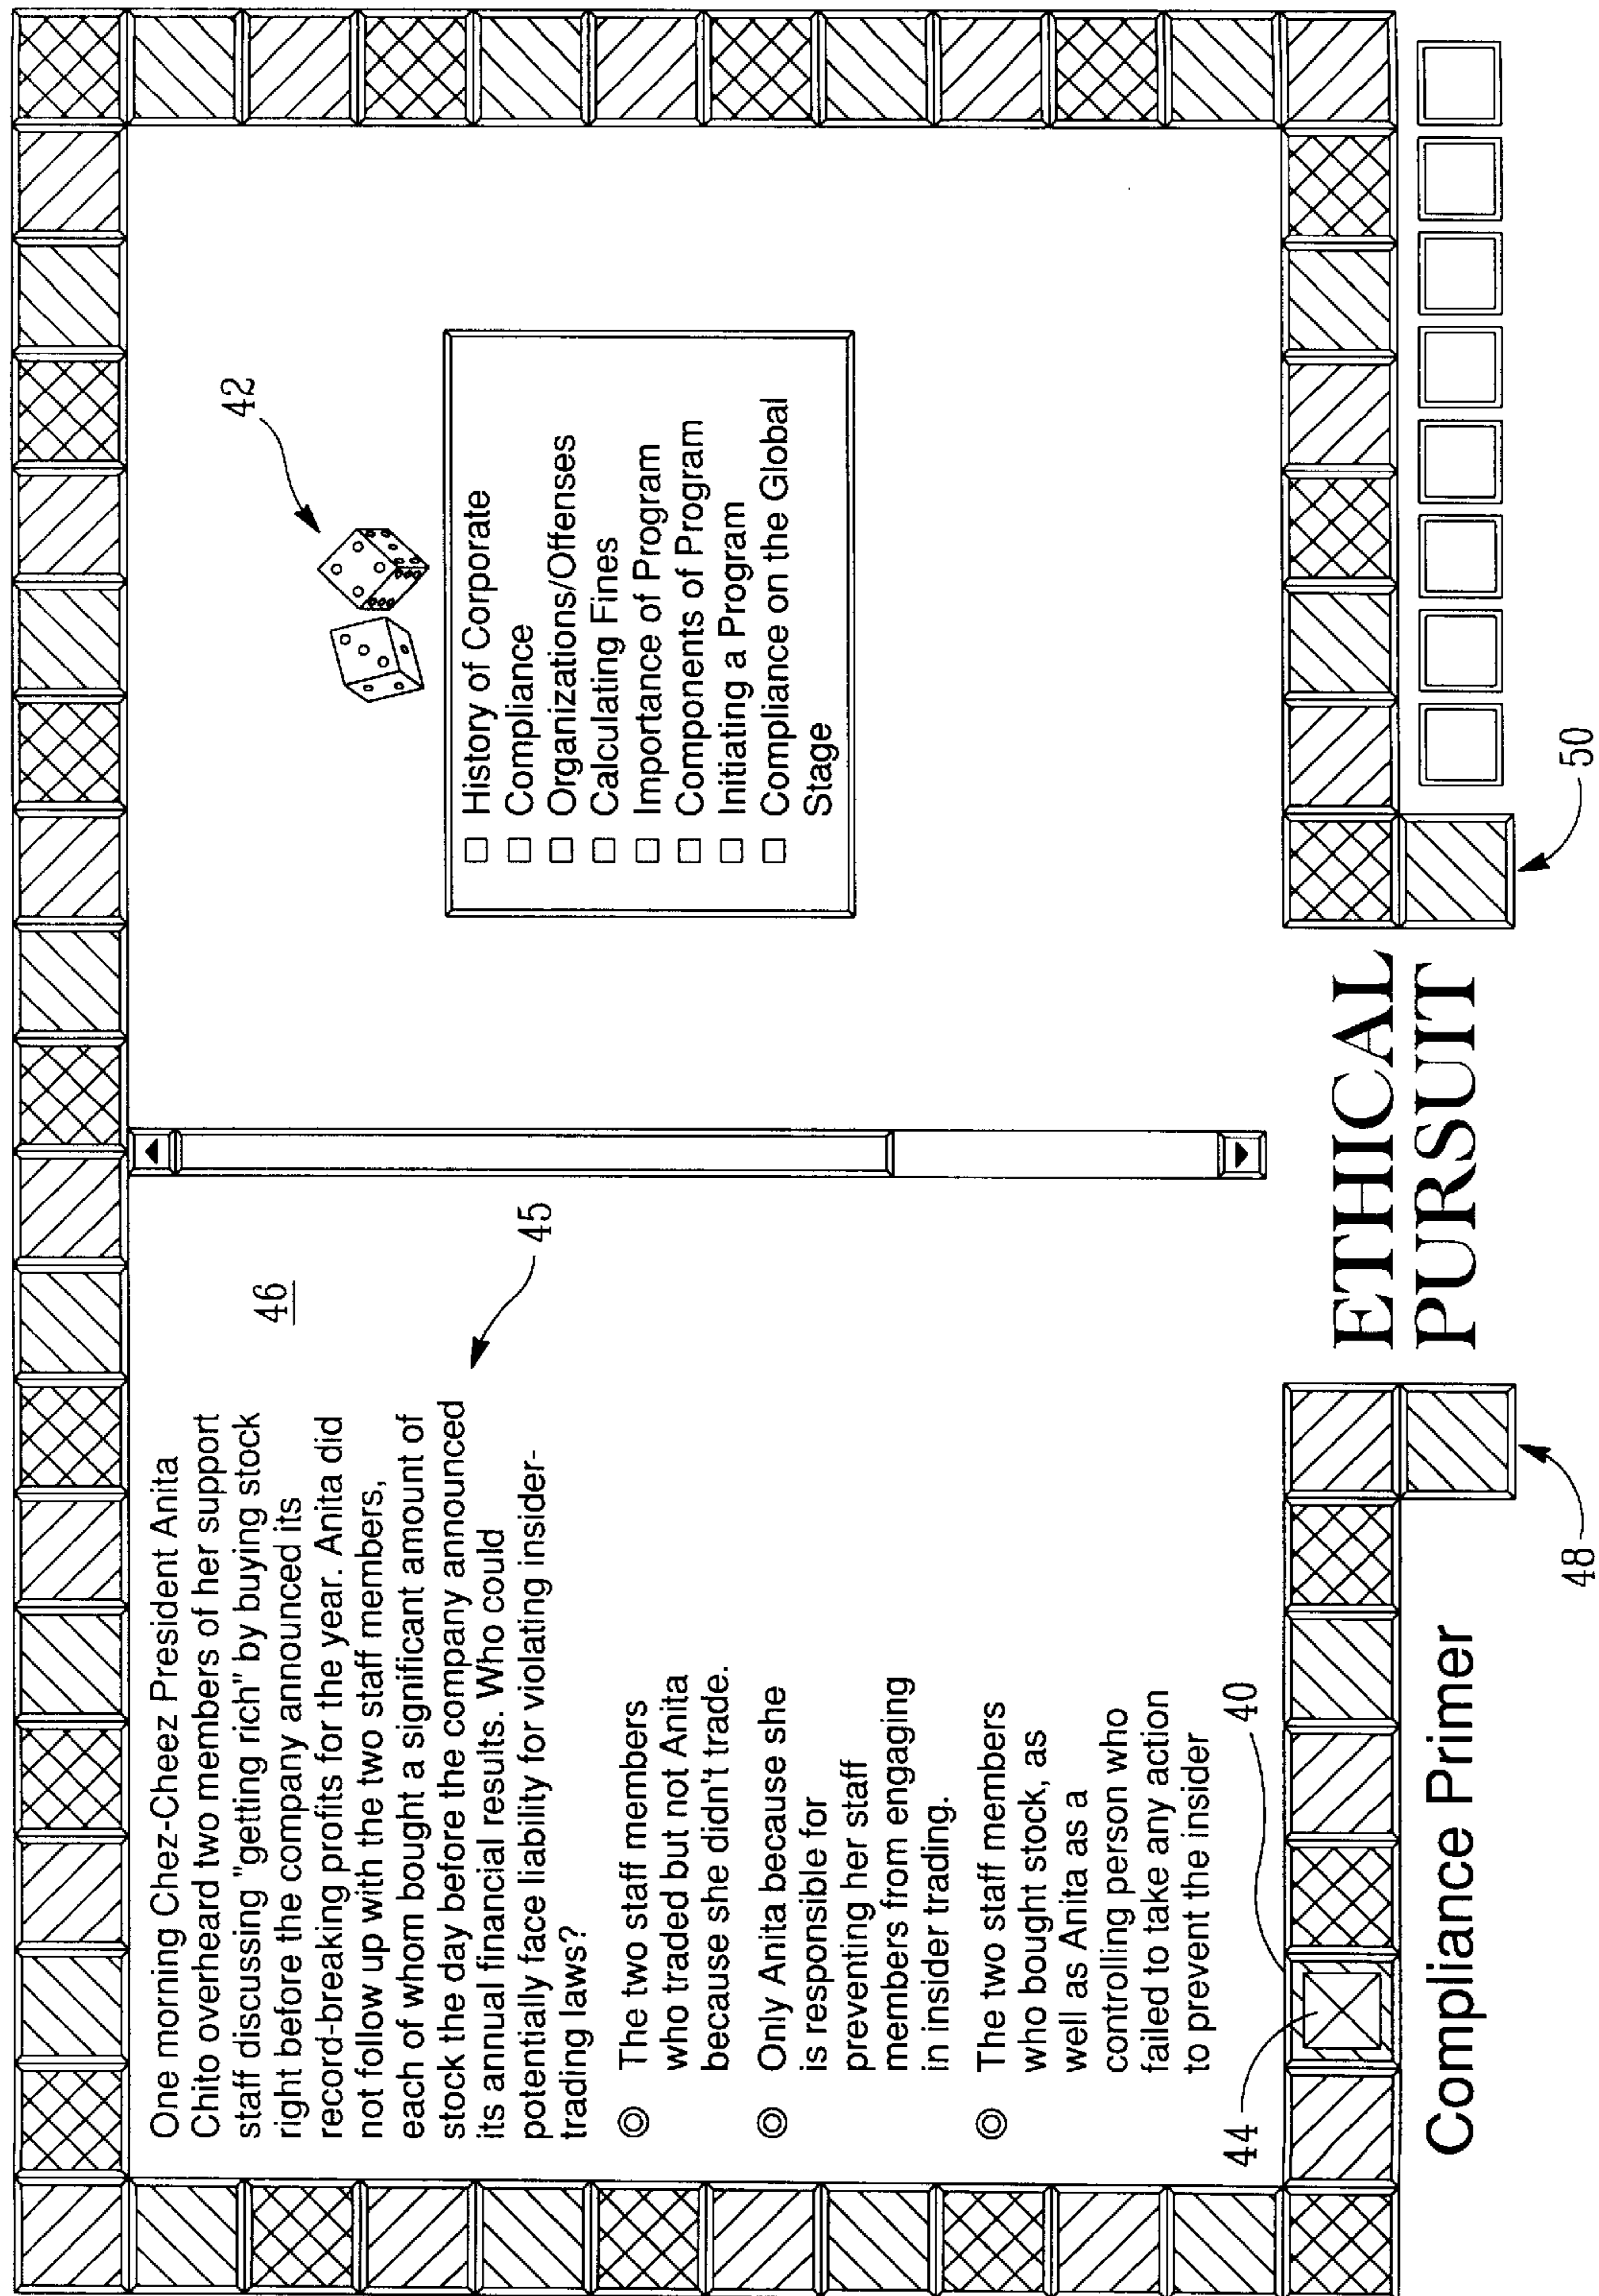 One morning Chez-Cheez President Anita
Chito overheard two members of her support
staff discussing "getting rich" by buying stock
right before the company announced its
record-breaking profits for the year. Anita did
not follow up with the two staff members,
each of whom bought a significant amount of
stock the day before the company announced
its annual financial results. Who could
potentially face liability for violating insider-
trading laws?
The two staff members
who traded but not Anita
because she didn't trade.
Only Anita because she
is responsible for
preventing her staff
members from engaging
in insider trading.
The two staff members
who bought stock, as
well as Anita as a
controlling person who
failed to take any action
to prevent the insider
46
45
44
40
42
History of Corporate
Compliance
Organizations/Offenses
Calculating Fines
Importance of Program
Components of Program
Initiating a Program
Compliance on the Global
Stage
Compliance Primer
48
ETHICAL
PURSUIT
50